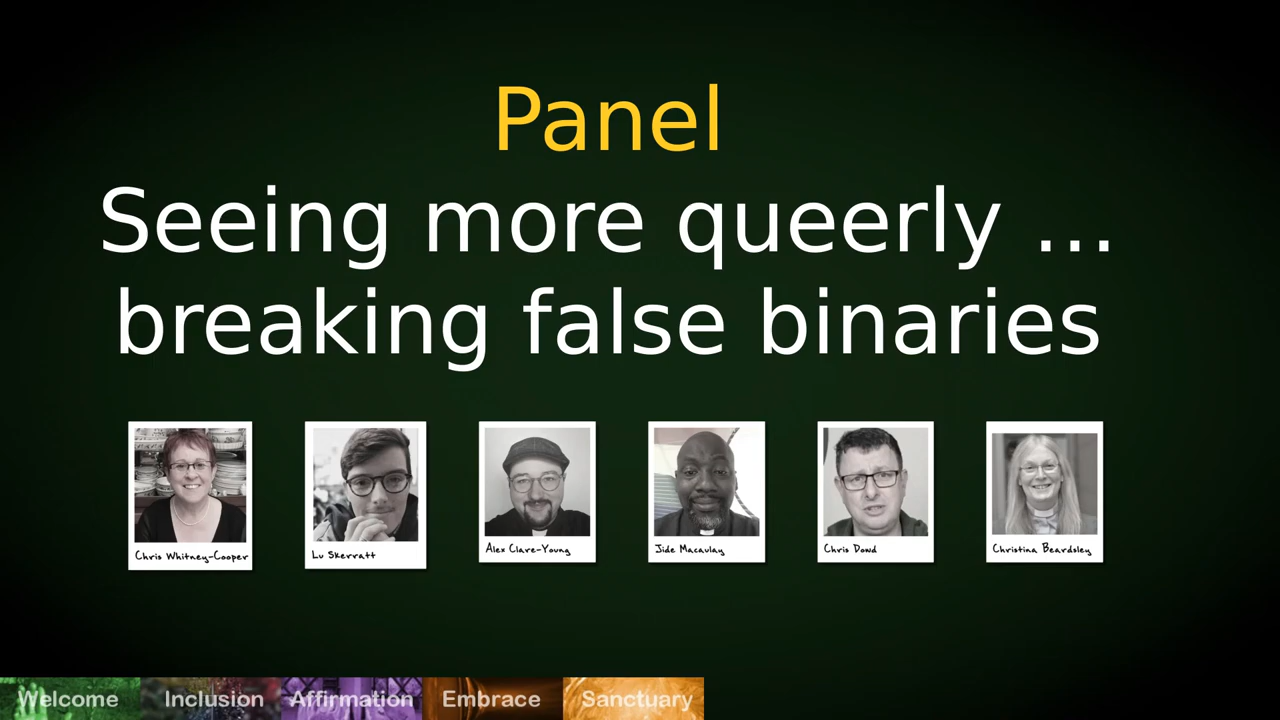 Panel
Seeing more queerly ...
breaking false binaries
Chris Whitney-Cooper
Lu Skerratt
Alex Clare-Young
Jide Macaulay
Chris Dowd
Christina Beardsley
Welcome Inclusion Affirmation Embrace Sanctuary